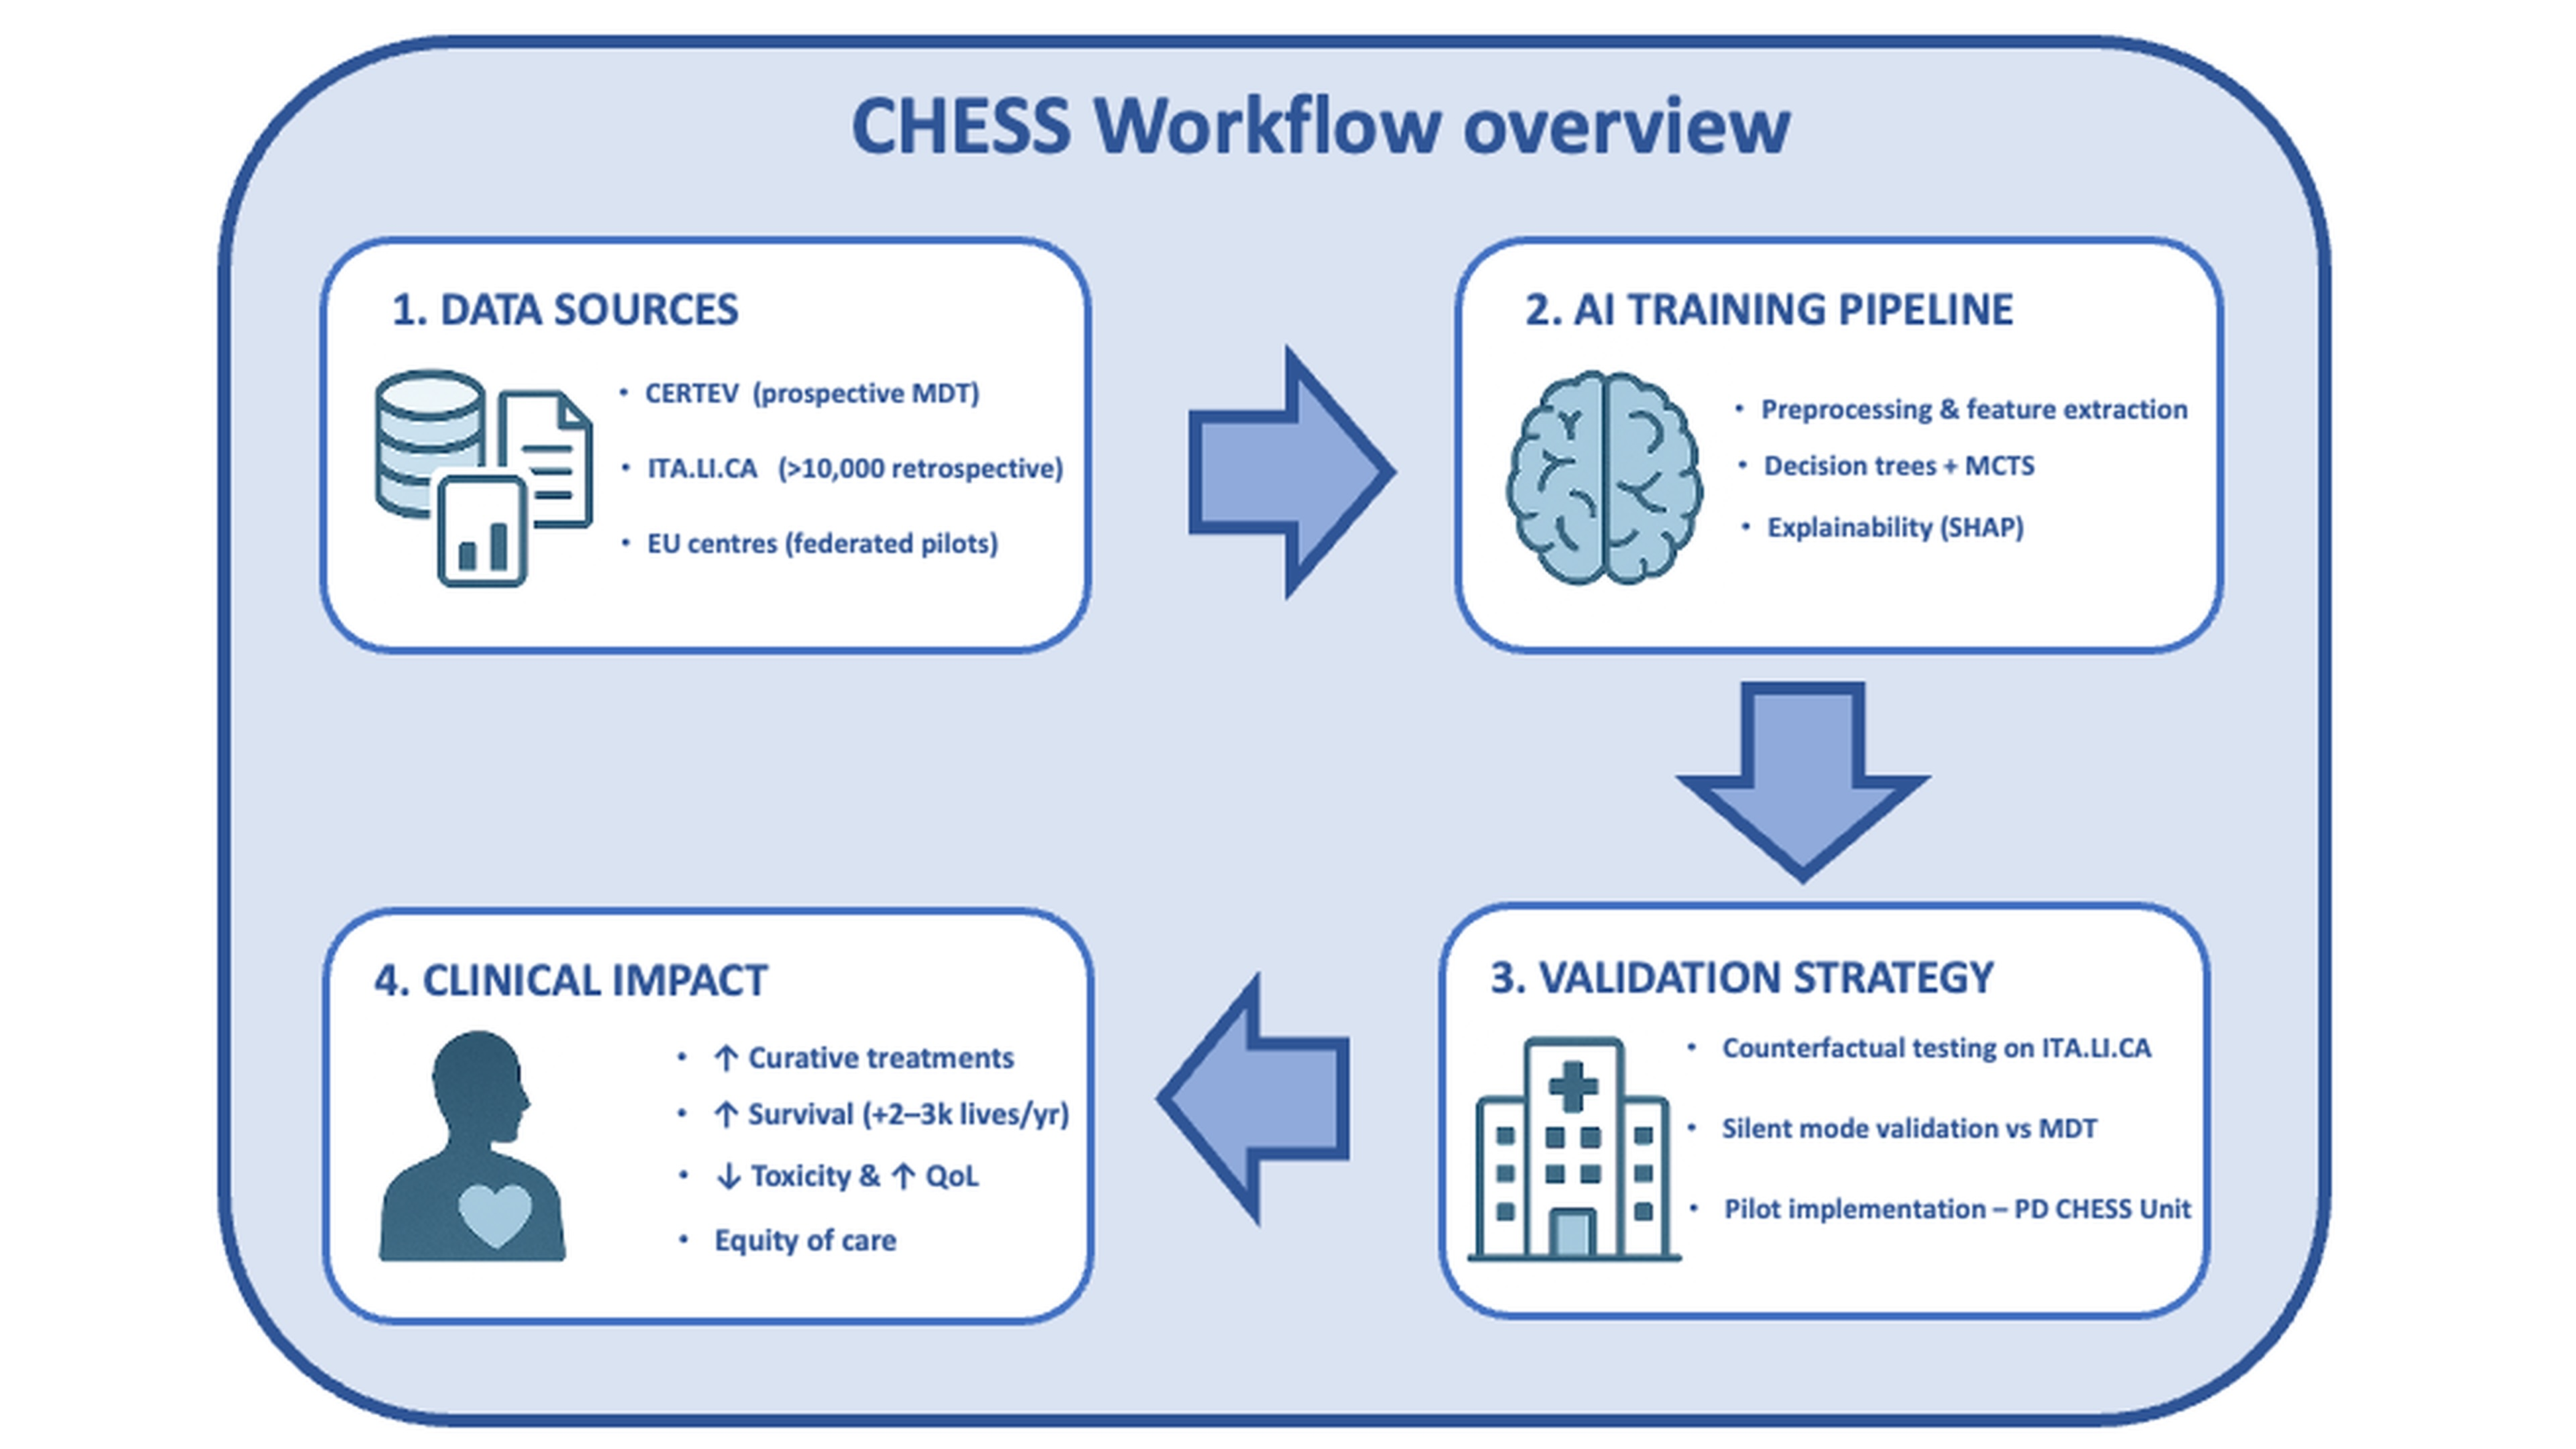 CHESS Workflow overview
1. DATA SOURCES
• CERTEV (prospective MDT)
• ITA.LI.CA (>10,000 retrospective)
• EU centres (federated pilots)
2. AI TRAINING PIPELINE
• Preprocessing & feature extraction
• Decision trees + MCTS
• Explainability (SHAP)
3. VALIDATION STRATEGY
• Counterfactual testing on ITA.LI.CA
• Silent mode validation vs MDT
• Pilot implementation – PD CHESS Unit
4. CLINICAL IMPACT
• ↑ Curative treatments
• ↑ Survival (+2–3k lives/yr)
• ↓ Toxicity & ↑ QoL
• Equity of care